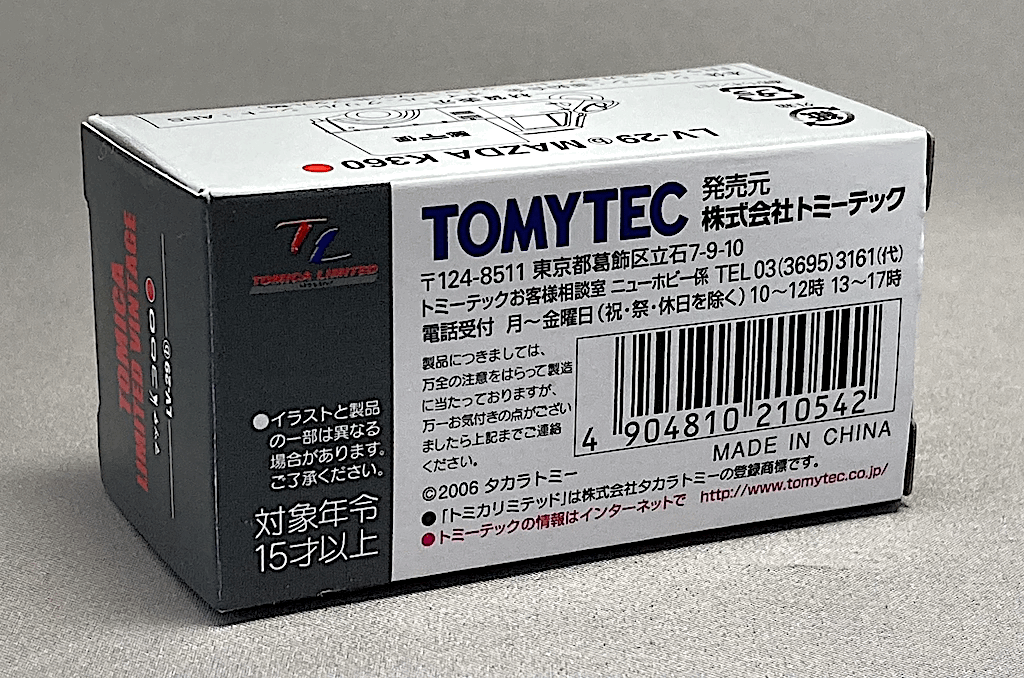 LV-29 ⓑ MAZDA K360
郵便車
TOMICA
LIMITED VINTAGE
LV-29
TL
TOMICA LIMITED
●イラストと製品
の一部は異なる
場合があります。
ご了承ください。
対象年令
15才以上
TOMYTEC
発売元
株式会社トミーテック
〒124-8511 東京都葛飾区立石7-9-10
トミーテックお客様相談室 ニューホビー係 TEL 03(3695)3161(代)
電話受付 月～金曜日(祝・祭・休日を除く) 10～12時 13～17時
製品につきましては、
万全の注意をはらって製造
に当たっておりますが、
万一お気付きの点がござい
ましたら上記までご連絡
ください。
4 904810 210542
MADE IN CHINA
©2006 タカラトミー
●「トミカリミテッド」は株式会社タカラトミーの登録商標です。
●トミーテックの情報はインターネットで http://www.tomytec.co.jp/